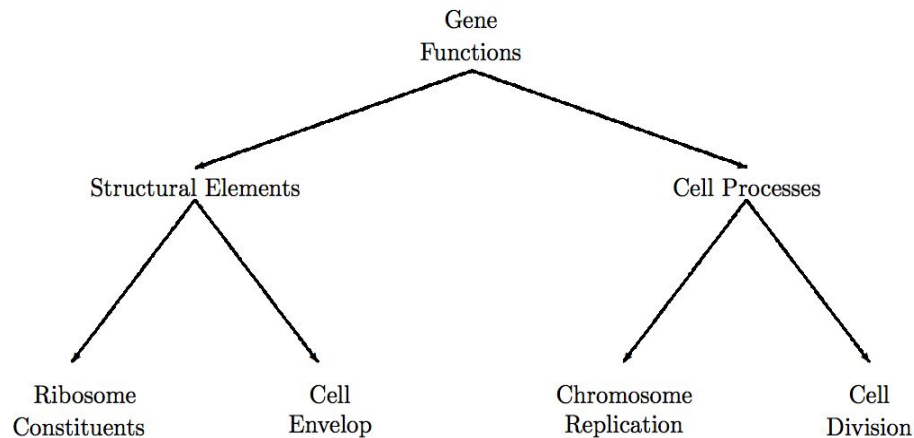 Gene
Functions
Structural Elements
Cell Processes
Ribosome
Constituents
Cell
Envelop
Chromosome
Replication
Cell
Division